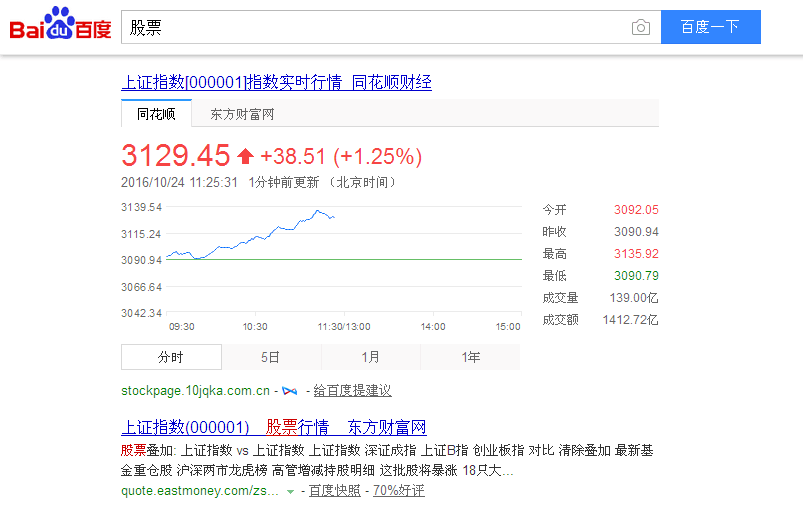 Bai du 百度 股票 百度一下
上证指数[000001]指数实时行情_同花顺财经
同花顺 东方财富网
3129.45 +38.51 (+1.25%)
2016/10/24 11:25:31 1分钟前更新 （北京时间）
3139.54
3115.24
3090.94
3066.64
3042.34
09:30 10:30 11:30/13:00 14:00 15:00
今开 3092.05
昨收 3090.94
最高 3135.92
最低 3090.79
成交量 139.00亿
成交额 1412.72亿
分时 5日 1月 1年
stockpage.10jqka.com.cn - - 给百度提建议
上证指数(000001)__股票行情__东方财富网
股票叠加: 上证指数 vs 上证指数 上证指数 深证成指 上证B指 创业板指 对比 清除叠加 最新基
金重仓股 沪深两市龙虎榜 高管增减持股明细 这批股将暴涨 18只大...
quote.eastmoney.com/zs... - 百度快照 - 70%好评